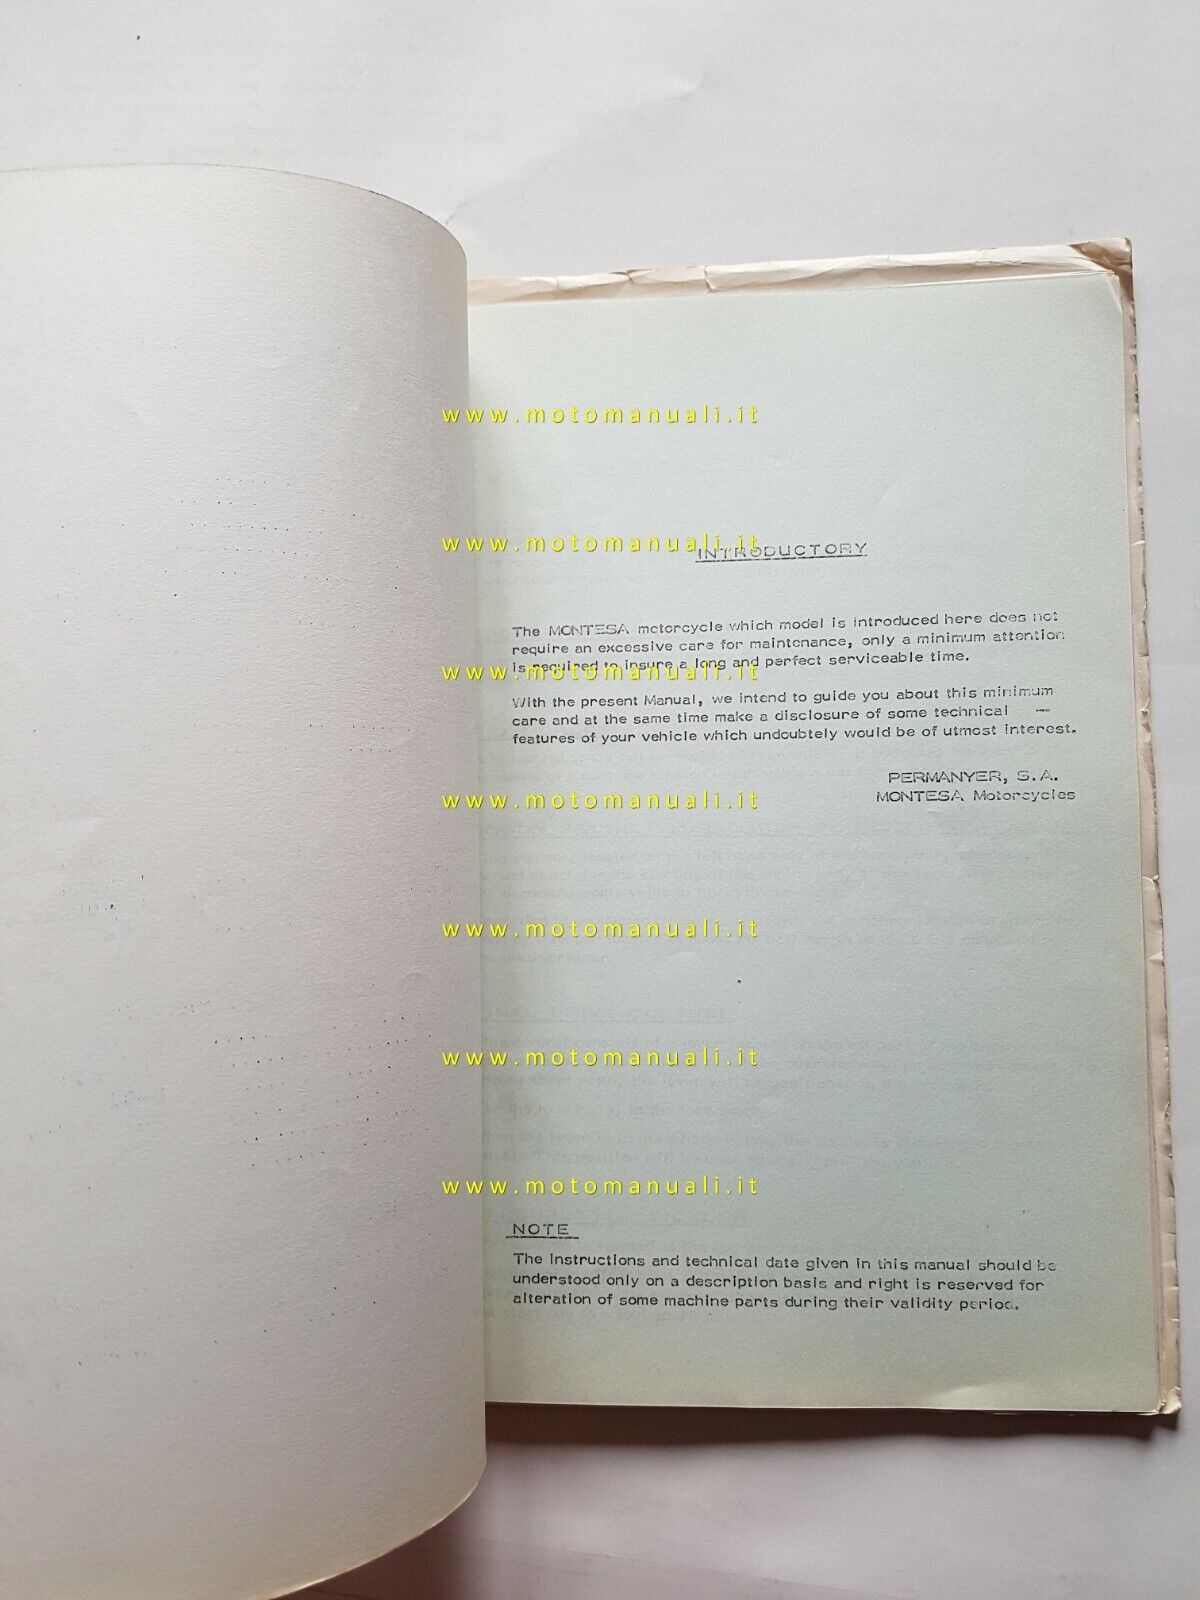 www.motomanuali.it
www.motomanuali.it
INTRODUCTORY
The MONTESA motorcycle which model is introduced here does not
require an excessive care for maintenance, only a minimum attention
is required to insure a long and perfect serviceable time.
www.motomanuali.it
With the present Manual, we intend to guide you about this minimum
care and at the same time make a disclosure of some technical —
features of your vehicle which undoubtely would be of utmost interest.
PERMANYER, S.A.
MONTESA Motorcycles
www.motomanuali.it
www.motomanuali.it
www.motomanuali.it
www.motomanuali.it
NOTE
The instructions and technical date given in this manual should be
understood only on a description basis and right is reserved for
alteration of some machine parts during their validity period.